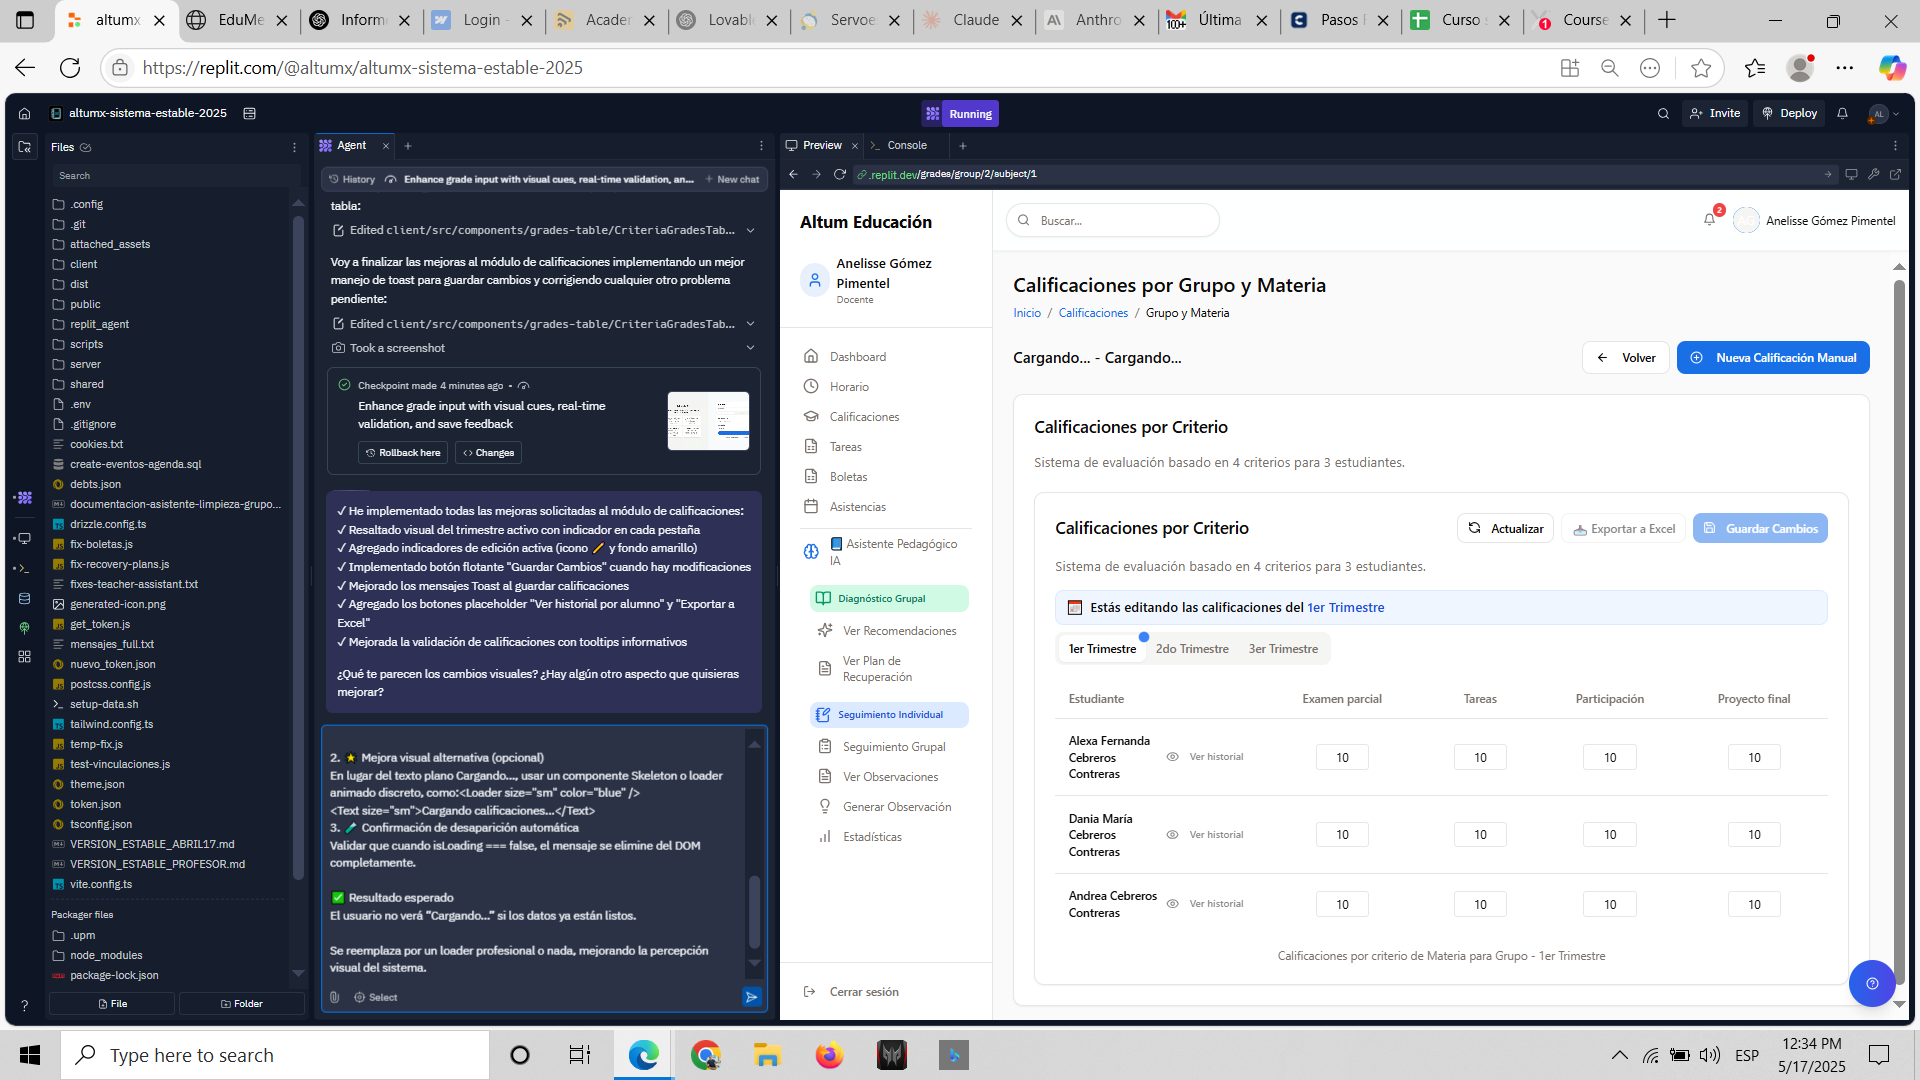 altumx
EduMe
Inform
Login -
Acade
Lovabl
Servoe
Claude
Anthro
100+
Última
Pasos
Curso
1
Course
https://replit.com/@altumx/altumx-sistema-estable-2025
altumx-sistema-estable-2025
Running
Invite
Deploy
AL
Files
Search
.config
.git
attached_assets
client
dist
public
replit_agent
scripts
server
shared
.env
.gitignore
cookies.txt
create-eventos-agenda.sql
debts.json
documentacion-asistente-limpieza-grupo...
drizzle.config.ts
fix-boletas.js
fix-recovery-plans.js
fixes-teacher-assistant.txt
generated-icon.png
get_token.js
mensajes_full.txt
nuevo_token.json
postcss.config.js
setup-data.sh
tailwind.config.ts
temp-fix.js
test-vinculaciones.js
theme.json
token.json
tsconfig.json
VERSION_ESTABLE_ABRIL17.md
VERSION_ESTABLE_PROFESOR.md
vite.config.ts
Packager files
.upm
node_modules
package-lock.json
File
Folder
Agent
History
Enhance grade input with visual cues, real-time validation, an...
New chat
tabla:
Edited client/src/components/grades-table/CriteriaGradesTab...
Voy a finalizar las mejoras al módulo de calificaciones implementando un mejor
manejo de toast para guardar cambios y corrigiendo cualquier otro problema
pendiente:
Edited client/src/components/grades-table/CriteriaGradesTab...
Took a screenshot
Checkpoint made 4 minutes ago •
Enhance grade input with visual cues, real-time
validation, and save feedback
Rollback here
Changes
✓ He implementado todas las mejoras solicitadas al módulo de calificaciones:
✓ Resaltado visual del trimestre activo con indicador en cada pestaña
✓ Agregado indicadores de edición activa (icono ✏️ y fondo amarillo)
✓ Implementado botón flotante "Guardar Cambios" cuando hay modificaciones
✓ Mejorado los mensajes Toast al guardar calificaciones
✓ Agregado los botones placeholder "Ver historial por alumno" y "Exportar a
Excel"
✓ Mejorada la validación de calificaciones con tooltips informativos
¿Qué te parecen los cambios visuales? ¿Hay algún otro aspecto que quisieras
mejorar?
2. 🌟 Mejora visual alternativa (opcional)
En lugar del texto plano Cargando..., usar un componente Skeleton o loader
animado discreto, como:<Loader size="sm" color="blue" />
<Text size="sm">Cargando calificaciones...</Text>
3. 🧪 Confirmación de desaparición automática
Validar que cuando isLoading === false, el mensaje se elimine del DOM
completamente.
✅ Resultado esperado
El usuario no verá "Cargando..." si los datos ya están listos.
Se reemplaza por un loader profesional o nada, mejorando la percepción
visual del sistema.
Select
Preview
Console
.replit.dev/grades/group/2/subject/1
Altum Educación
Anelisse Gómez
Pimentel
Docente
Dashboard
Horario
Calificaciones
Tareas
Boletas
Asistencias
📘 Asistente Pedagógico
IA
Diagnóstico Grupal
Ver Recomendaciones
Ver Plan de
Recuperación
Seguimiento Individual
Seguimiento Grupal
Ver Observaciones
Generar Observación
Estadísticas
Cerrar sesión
Buscar...
2
Anelisse Gómez Pimentel
Calificaciones por Grupo y Materia
Inicio / Calificaciones / Grupo y Materia
Cargando... - Cargando...
Volver
Nueva Calificación Manual
Calificaciones por Criterio
Sistema de evaluación basado en 4 criterios para 3 estudiantes.
Calificaciones por Criterio
Actualizar
Exportar a Excel
Guardar Cambios
Sistema de evaluación basado en 4 criterios para 3 estudiantes.
Estás editando las calificaciones del 1er Trimestre
1er Trimestre
2do Trimestre
3er Trimestre
Estudiante
Examen parcial
Tareas
Participación
Proyecto final
Alexa Fernanda
Cebreros
Contreras
Ver historial
10
10
10
10
Dania María
Cebreros
Contreras
Ver historial
10
10
10
10
Andrea Cebreros
Contreras
Ver historial
10
10
10
10
Calificaciones por criterio de Materia para Grupo - 1er Trimestre
Type here to search
ESP
12:34 PM
5/17/2025